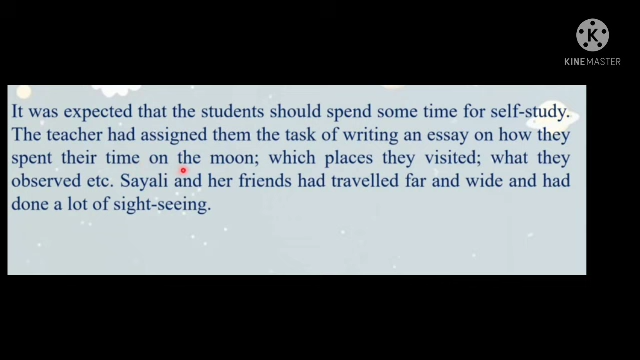 K
KINEMASTER
It was expected that the students should spend some time for self-study.
The teacher had assigned them the task of writing an essay on how they
spent their time on the moon; which places they visited; what they
observed etc. Sayali and her friends had travelled far and wide and had
done a lot of sight-seeing.